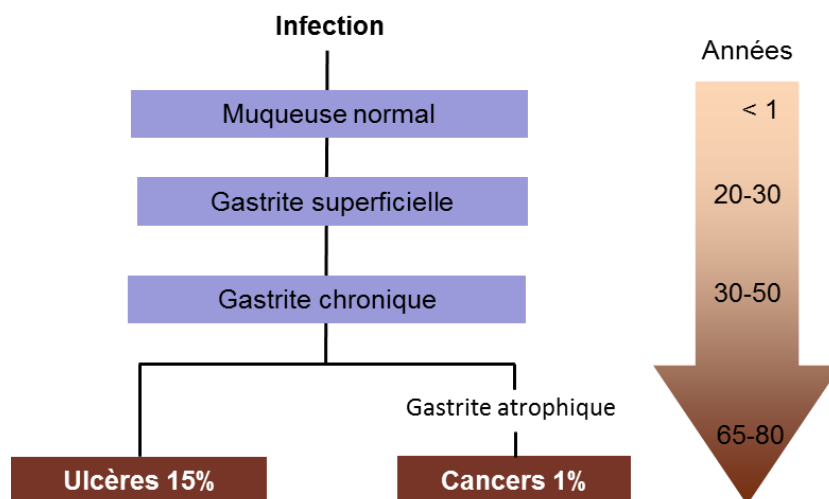 Infection
Années
Muqueuse normal
< 1
Gastrite superficielle
20-30
Gastrite chronique
30-50
Gastrite atrophique
65-80
Ulcères 15%
Cancers 1%